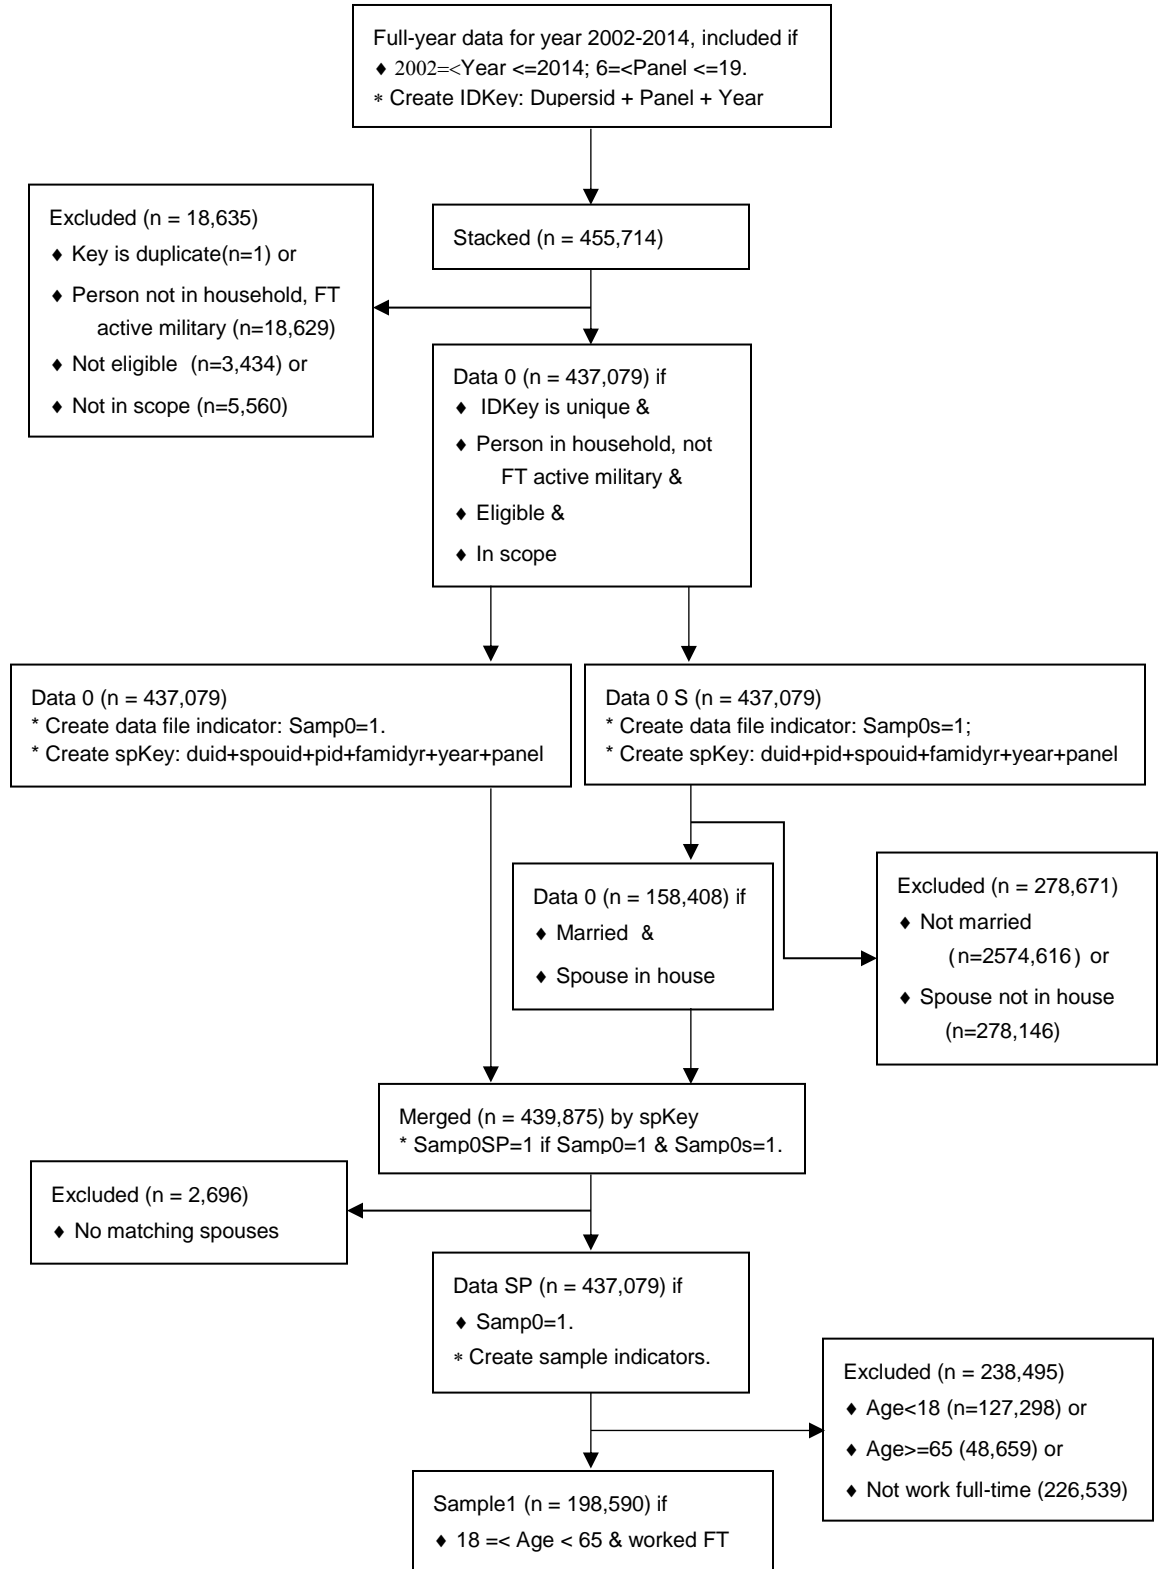 Full-year data for year 2002-2014, included if
♦ 2002=<Year <=2014; 6=<Panel <=19.
* Create IDKey: Dupersid + Panel + Year
Excluded (n = 18,635)
♦ Key is duplicate(n=1) or
♦ Person not in household, FT
active military (n=18,629)
♦ Not eligible (n=3,434) or
♦ Not in scope (n=5,560)
Stacked (n = 455,714)
Data 0 (n = 437,079) if
♦ IDKey is unique &
♦ Person in household, not
FT active military &
♦ Eligible &
♦ In scope
Data 0 (n = 437,079)
* Create data file indicator: Samp0=1.
* Create spKey: duid+spouid+pid+famidyr+year+panel
Data 0 S (n = 437,079)
* Create data file indicator: Samp0s=1;
* Create spKey: duid+pid+spouid+famidyr+year+panel
Data 0 (n = 158,408) if
♦ Married &
♦ Spouse in house
Excluded (n = 278,671)
♦ Not married
(n=2574,616) or
♦ Spouse not in house
(n=278,146)
Merged (n = 439,875) by spKey
* Samp0SP=1 if Samp0=1 & Samp0s=1.
Excluded (n = 2,696)
♦ No matching spouses
Data SP (n = 437,079) if
♦ Samp0=1.
* Create sample indicators.
Excluded (n = 238,495)
♦ Age<18 (n=127,298) or
♦ Age>=65 (48,659) or
♦ Not work full-time (226,539)
Sample1 (n = 198,590) if
♦ 18 =< Age < 65 & worked FT